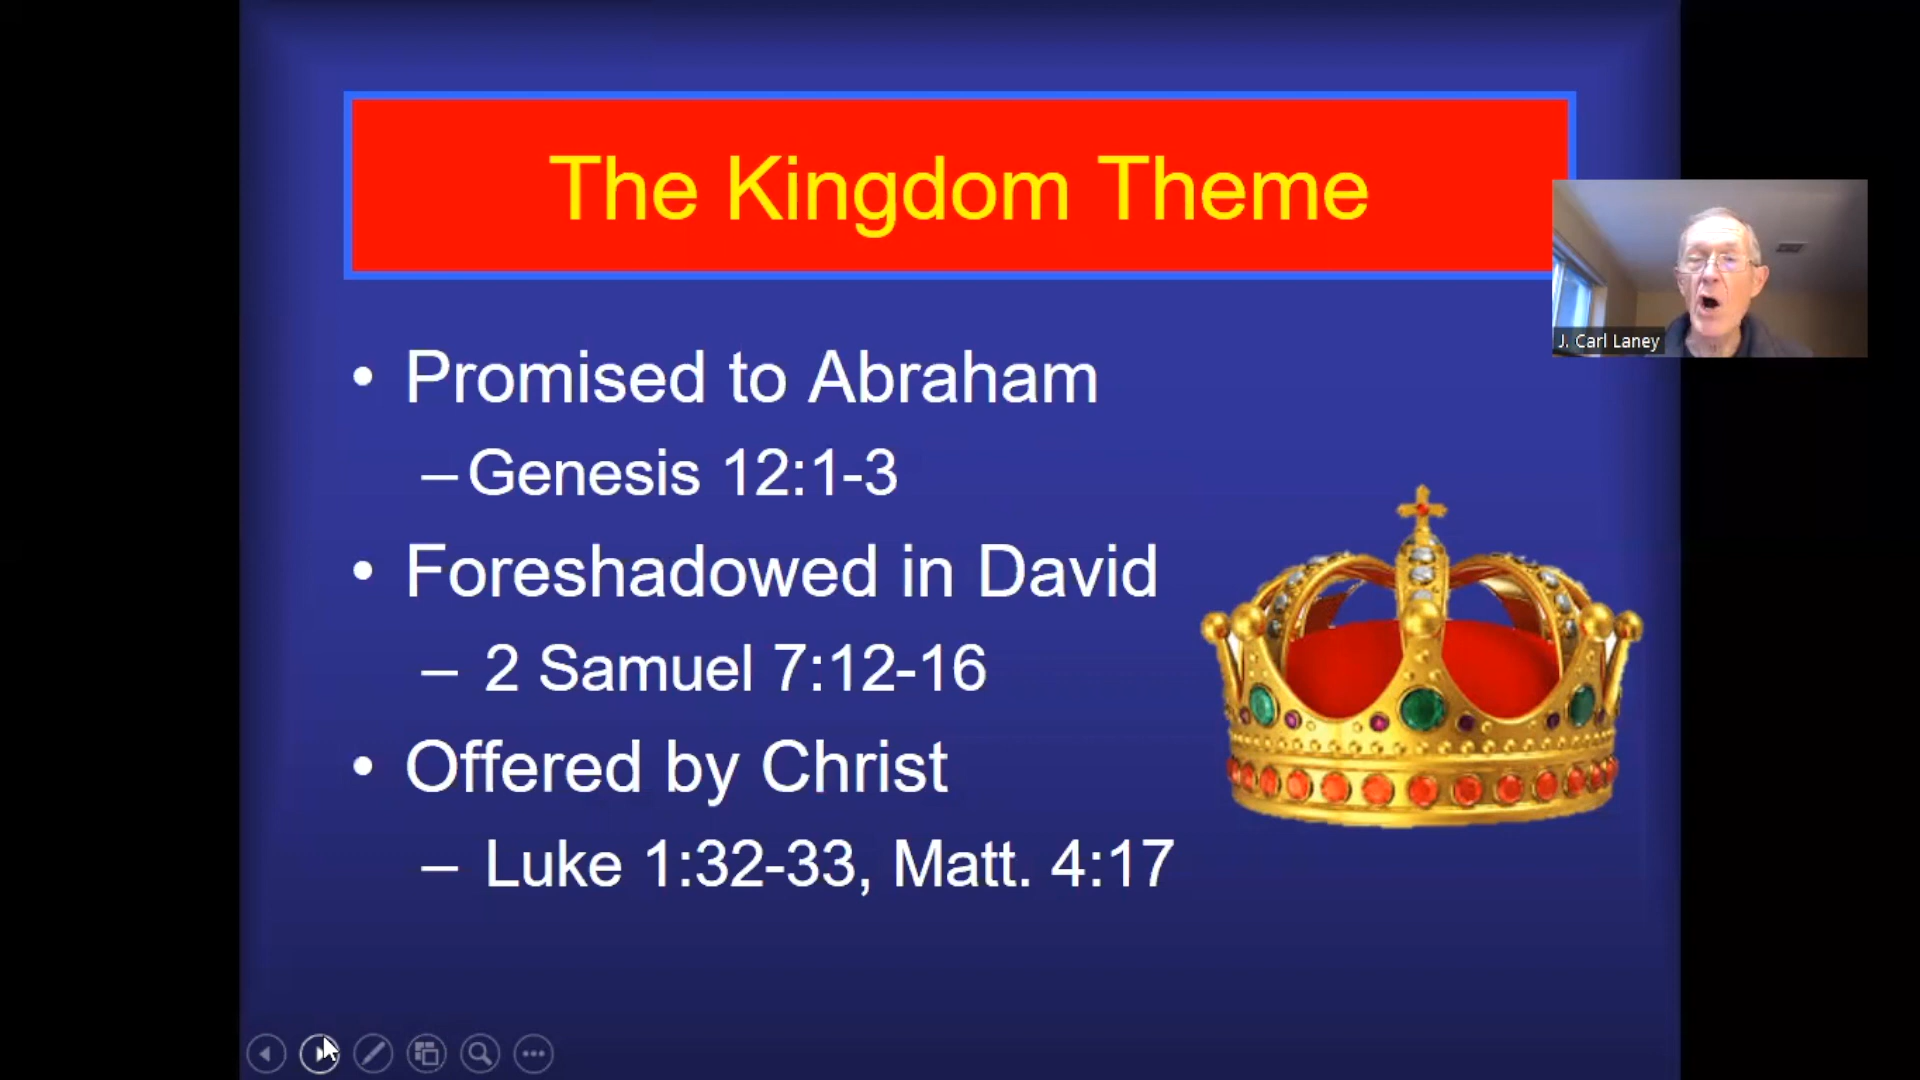 The Kingdom Theme
J. Carl Laney
• Promised to Abraham
– Genesis 12:1-3
• Foreshadowed in David
– 2 Samuel 7:12-16
• Offered by Christ
– Luke 1:32-33, Matt. 4:17